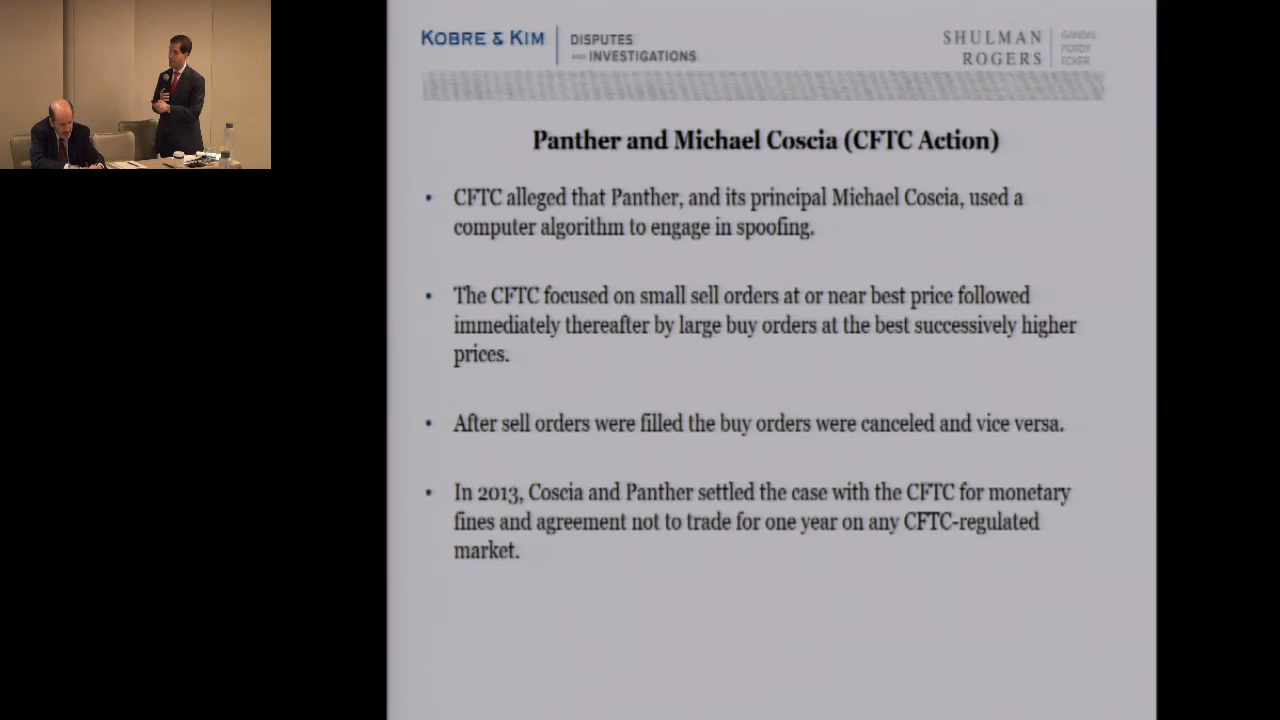 KOBRE & KIM
DISPUTES
AND INVESTIGATIONS
SHULMAN
ROGERS
GANDAL
PORDY
ECKER
Panther and Michael Coscia (CFTC Action)
• CFTC alleged that Panther, and its principal Michael Coscia, used a
computer algorithm to engage in spoofing.
• The CFTC focused on small sell orders at or near best price followed
immediately thereafter by large buy orders at the best successively higher
prices.
• After sell orders were filled the buy orders were canceled and vice versa.
• In 2013, Coscia and Panther settled the case with the CFTC for monetary
fines and agreement not to trade for one year on any CFTC-regulated
market.